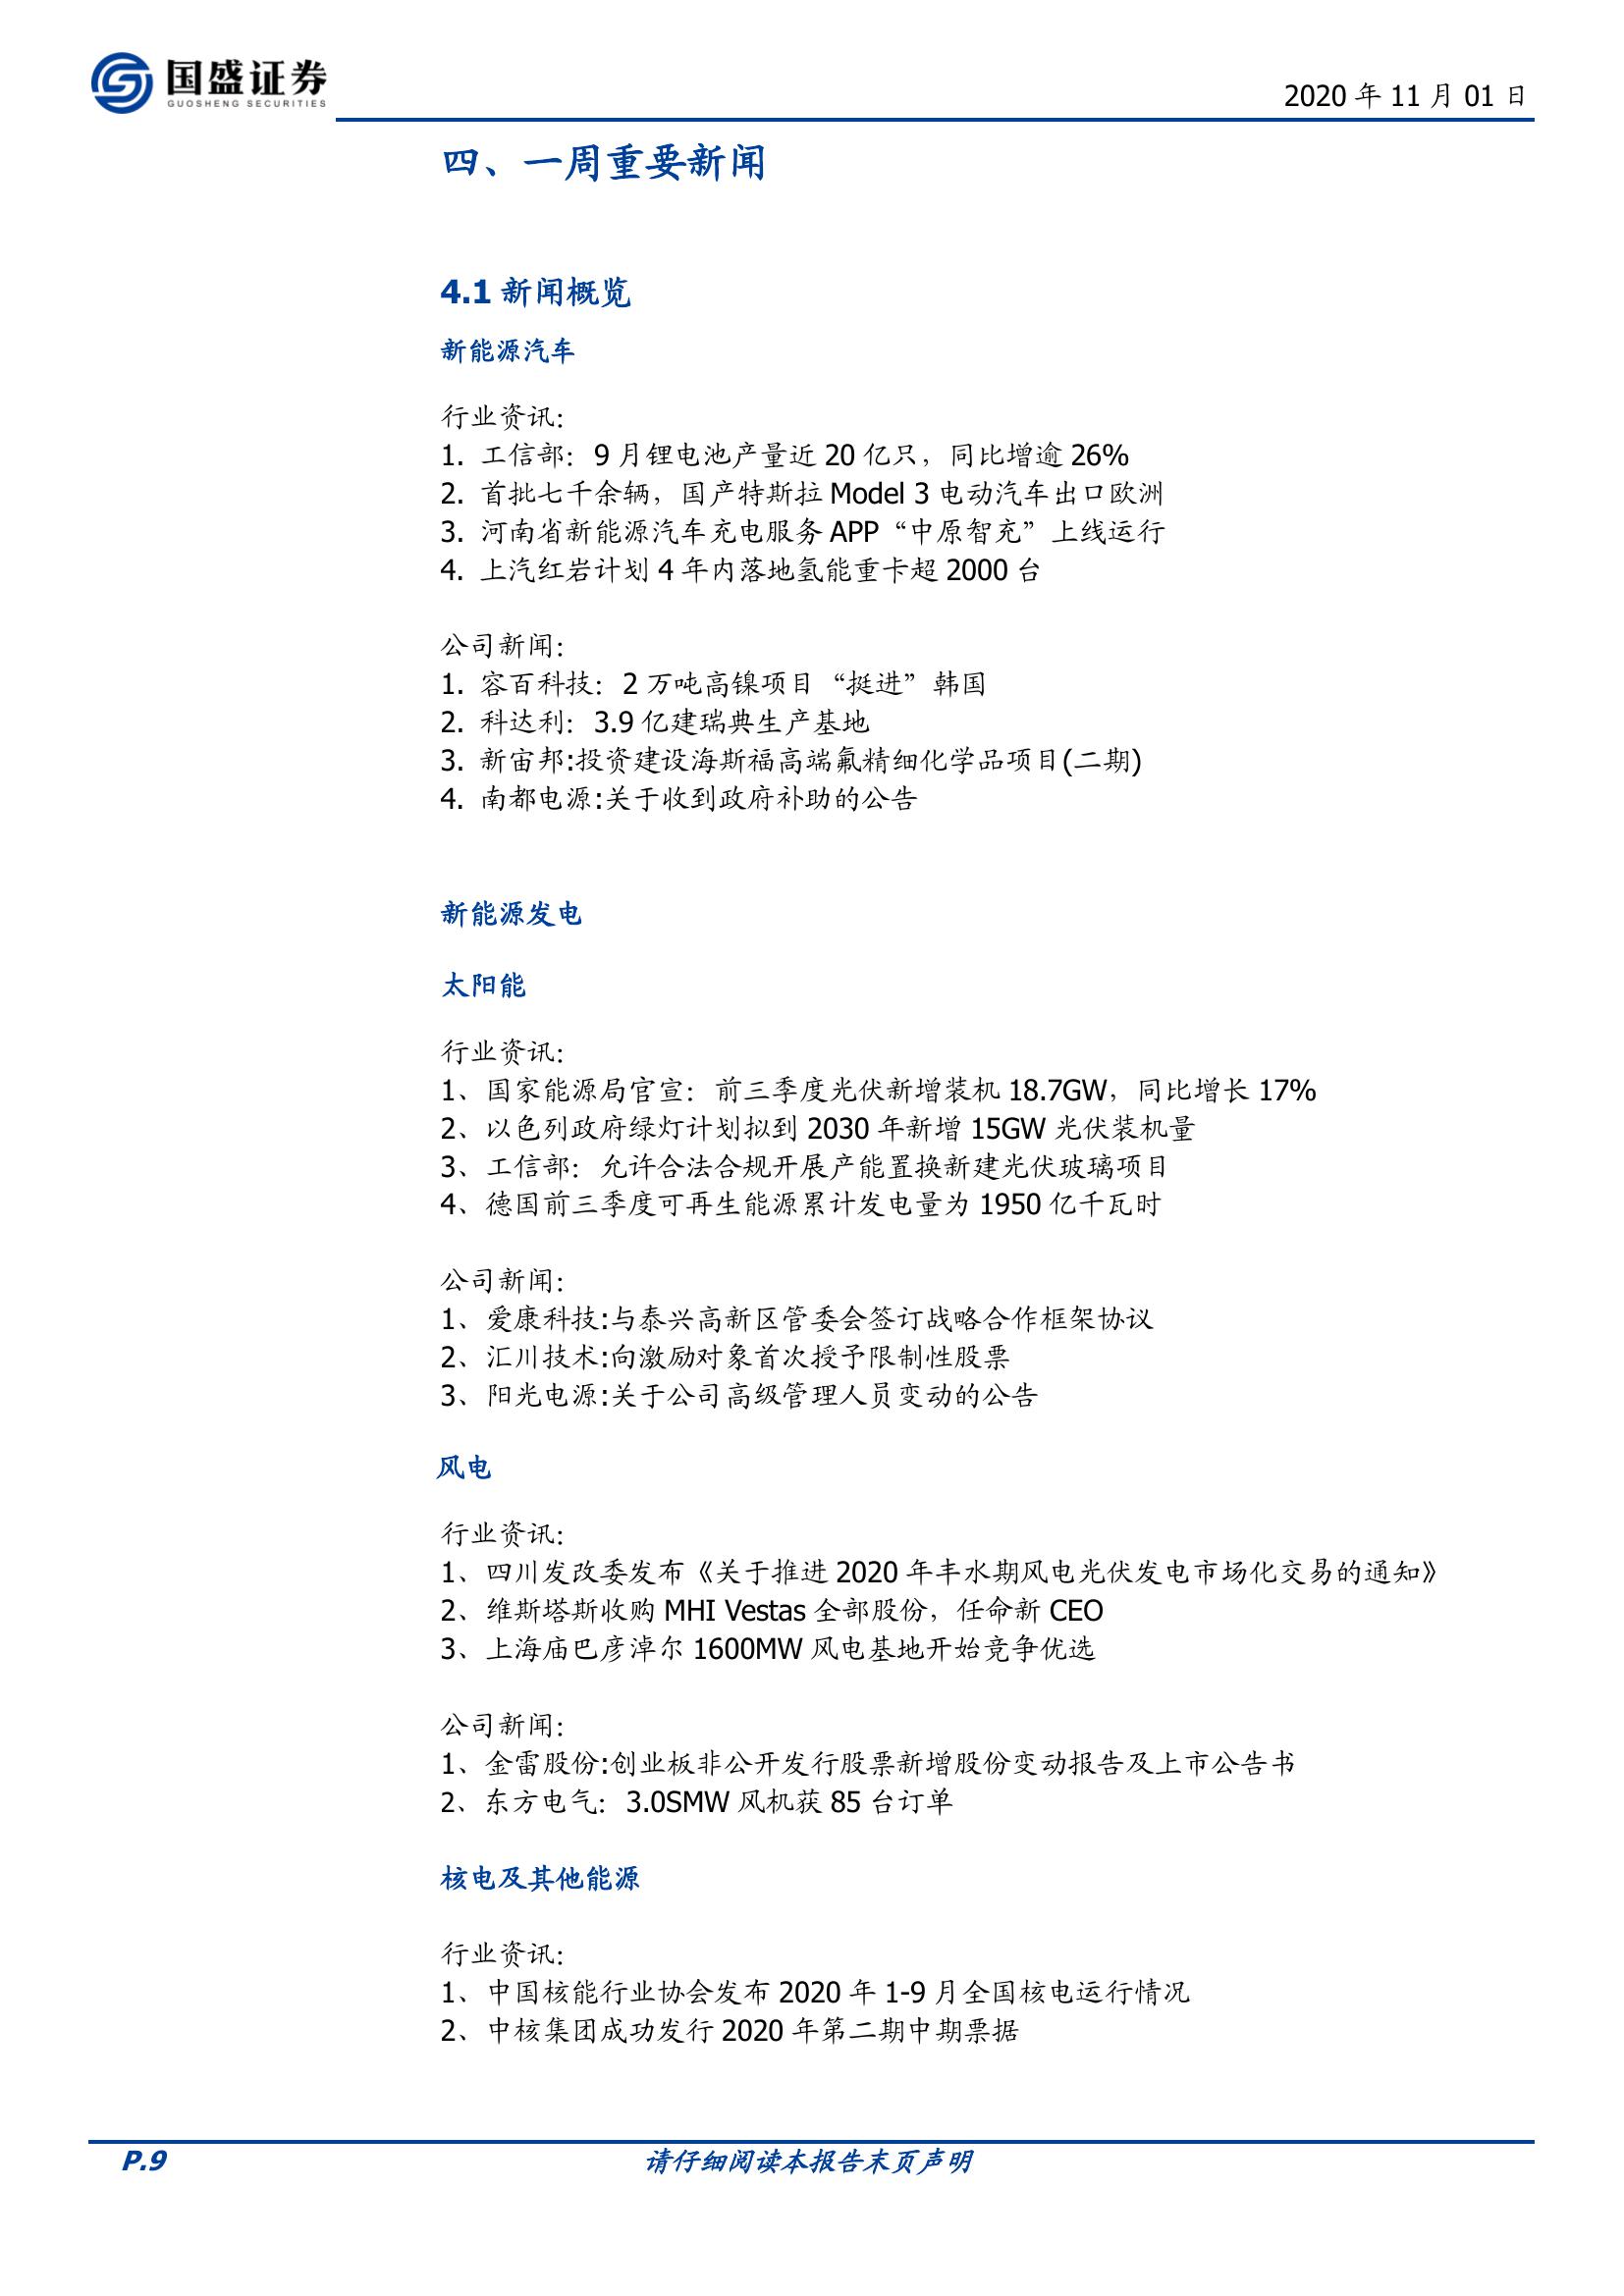 国盛证券
GUOSHENG SECURITIES
2020 年 11 月 01 日
四、一周重要新闻
4.1 新闻概览
新能源汽车
行业资讯：
1. 工信部：9 月锂电池产量近 20 亿只，同比增逾 26%
2. 首批七千余辆，国产特斯拉 Model 3 电动汽车出口欧洲
3. 河南省新能源汽车充电服务 APP“中原智充”上线运行
4. 上汽红岩计划 4 年内落地氢能重卡超 2000 台
公司新闻：
1. 容百科技：2 万吨高镍项目“挺进”韩国
2. 科达利：3.9 亿建瑞典生产基地
3. 新宙邦:投资建设海斯福高端氟精细化学品项目(二期)
4. 南都电源:关于收到政府补助的公告
新能源发电
太阳能
行业资讯：
1、国家能源局官宣：前三季度光伏新增装机 18.7GW，同比增长 17%
2、以色列政府绿灯计划拟到 2030 年新增 15GW 光伏装机量
3、工信部：允许合法合规开展产能置换新建光伏玻璃项目
4、德国前三季度可再生能源累计发电量为 1950 亿千瓦时
公司新闻：
1、爱康科技:与泰兴高新区管委会签订战略合作框架协议
2、汇川技术:向激励对象首次授予限制性股票
3、阳光电源:关于公司高级管理人员变动的公告
风电
行业资讯：
1、四川发改委发布《关于推进 2020 年丰水期风电光伏发电市场化交易的通知》
2、维斯塔斯收购 MHI Vestas 全部股份，任命新 CEO
3、上海庙巴彦淖尔 1600MW 风电基地开始竞争优选
公司新闻：
1、金雷股份:创业板非公开发行股票新增股份变动报告及上市公告书
2、东方电气：3.0SMW 风机获 85 台订单
核电及其他能源
行业资讯：
1、中国核能行业协会发布 2020 年 1-9 月全国核电运行情况
2、中核集团成功发行 2020 年第二期中期票据
P.9
请仔细阅读本报告末页声明